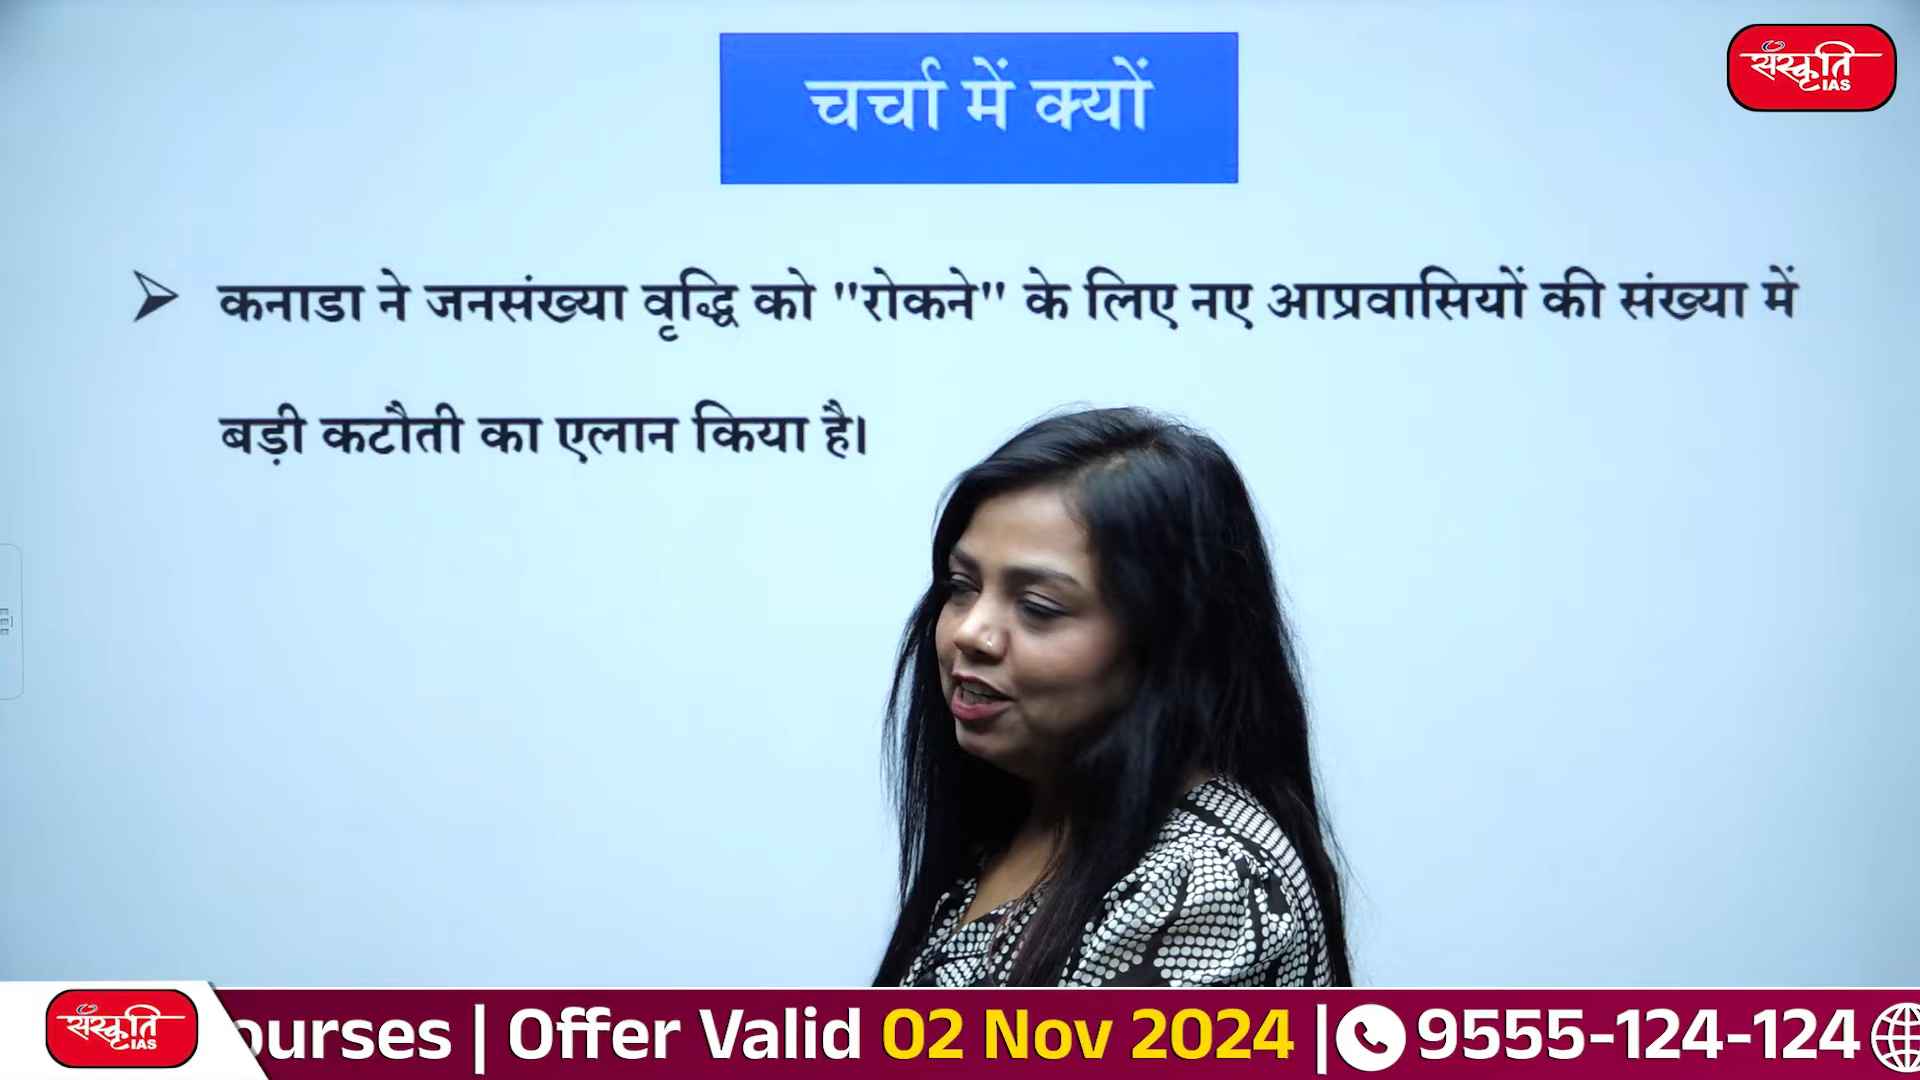 चर्चा में क्यों
संस्कृति
IAS
कनाडा ने जनसंख्या वृद्धि को "रोकने" के लिए नए आप्रवासियों की संख्या में
बड़ी कटौती का एलान किया है।
संस्कृति
IAS
ourses | Offer Valid 02 Nov 2024 | 9555-124-124